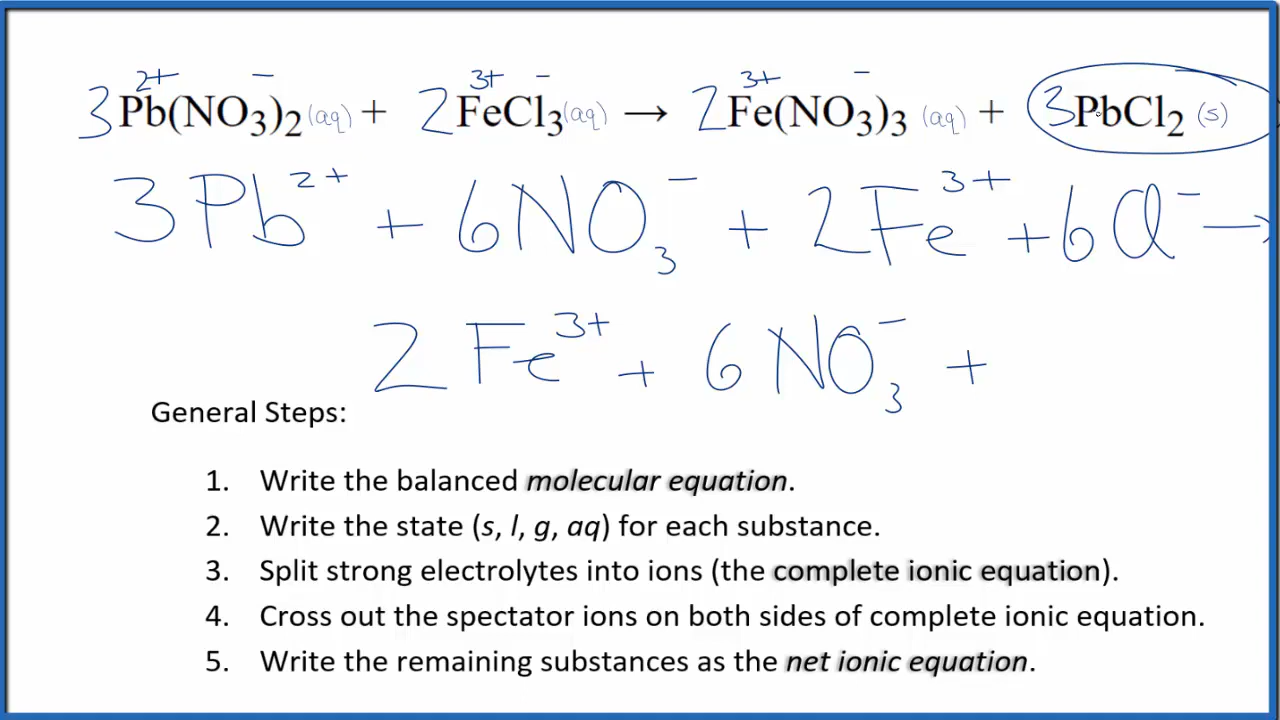 3Pb(NO₃)₂(aq) + 2FeCl₃(aq) → 2Fe(NO₃)₃(aq) + 3PbCl₂(s)
2+ − 3+ − 3+ −
3Pb²⁺ + 6NO₃⁻ + 2Fe³⁺ + 6Cl⁻ →
2Fe³⁺ + 6NO₃⁻ +
General Steps:
1. Write the balanced molecular equation.
2. Write the state (s, l, g, aq) for each substance.
3. Split strong electrolytes into ions (the complete ionic equation).
4. Cross out the spectator ions on both sides of complete ionic equation.
5. Write the remaining substances as the net ionic equation.